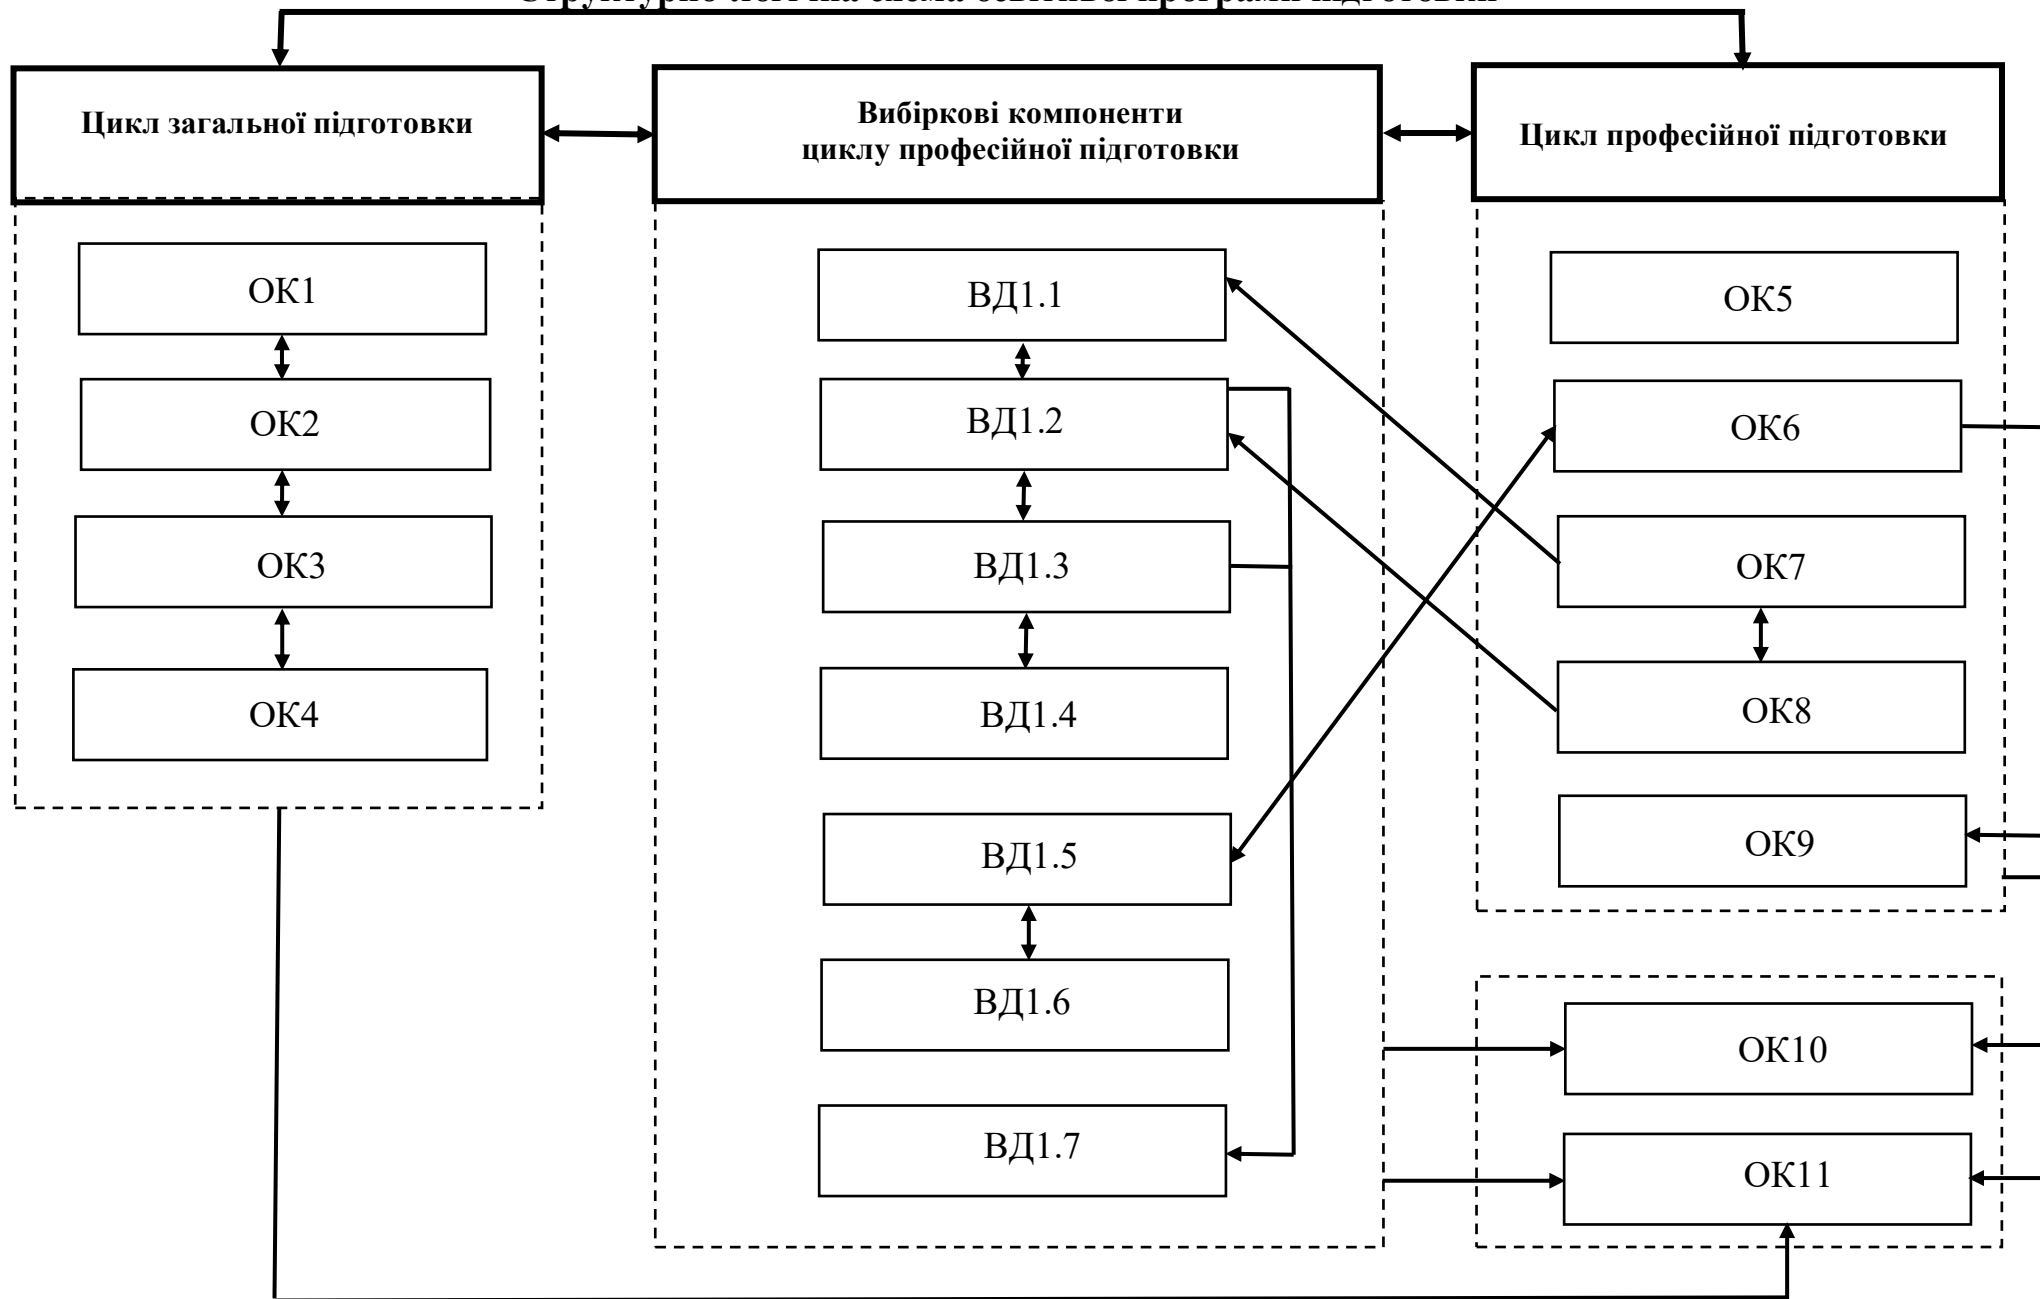 Цикл загальної підготовки
Вибіркові компоненти
циклу професійної підготовки
Цикл професійної підготовки
ОК1
ОК2
ОК3
ОК4
ВД1.1
ВД1.2
ВД1.3
ВД1.4
ВД1.5
ВД1.6
ВД1.7
ОК5
ОК6
ОК7
ОК8
ОК9
ОК10
ОК11